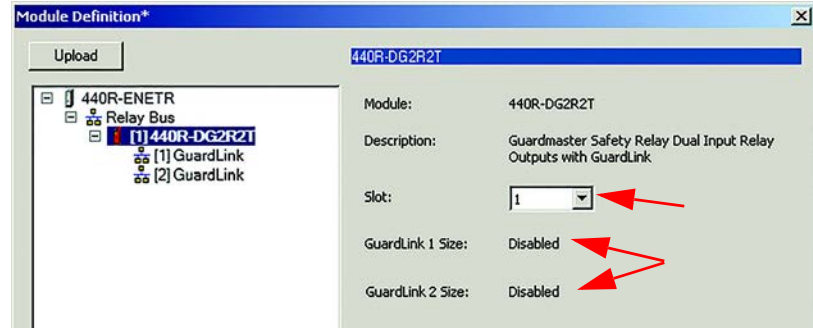 Module Definition*
Upload
440R-DG2R2T
440R-ENETR
Relay Bus
[1] 440R-DG2R2T
[1] GuardLink
[2] GuardLink
Module: 440R-DG2R2T
Description: Guardmaster Safety Relay Dual Input Relay
Outputs with GuardLink
Slot: 1
GuardLink 1 Size: Disabled
GuardLink 2 Size: Disabled